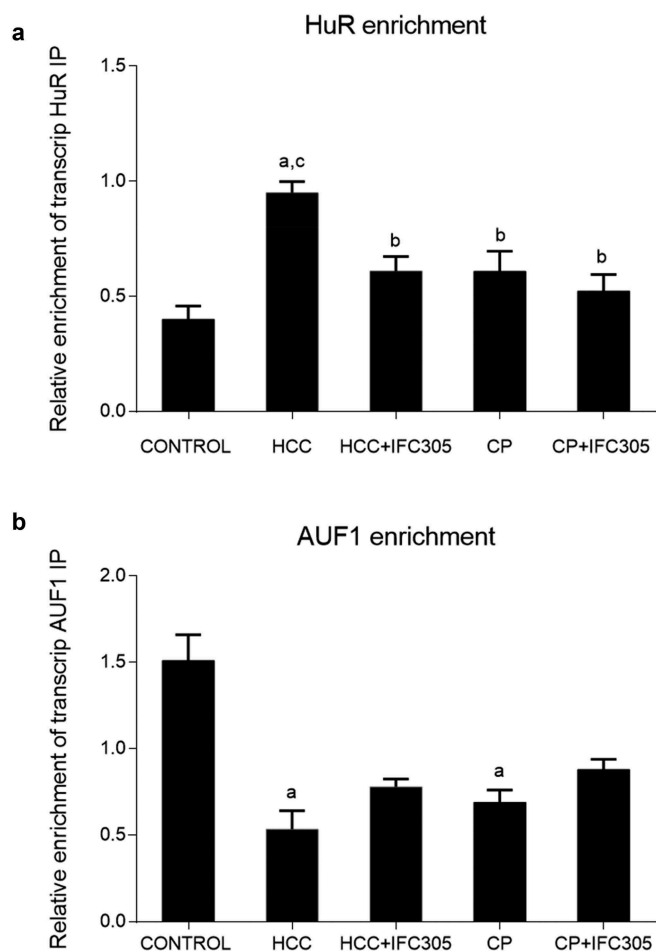 a
HuR enrichment
Relative enrichment of transcrip HuR IP
1.5
1.0
0.5
0.0
a,c
b
b
b
CONTROL HCC HCC+IFC305 CP CP+IFC305
b
AUF1 enrichment
Relative enrichment of transcrip AUF1 IP
2.0
1.5
1.0
0.5
0.0
a
a
CONTROL HCC HCC+IFC305 CP CP+IFC305